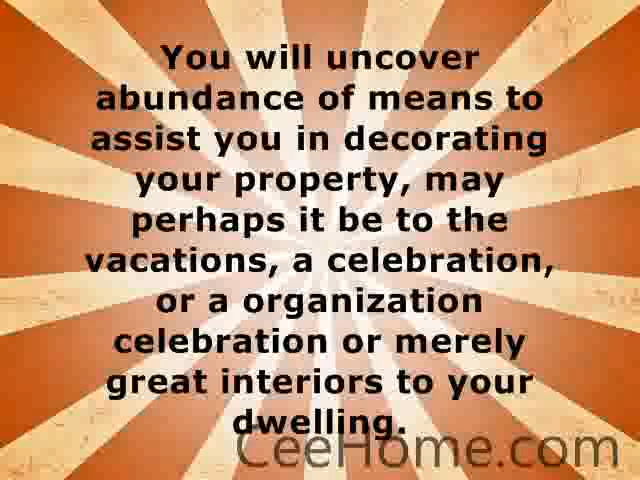 You will uncover
abundance of means to
assist you in decorating
your property, may
perhaps it be to the
vacations, a celebration,
or a organization
celebration or merely
great interiors to your
dwelling.
CeeHome.com